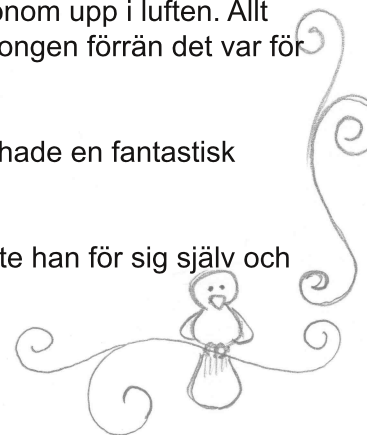 onom upp i luften. Allt
ongen förrän det var för
hade en fantastisk
te han för sig själv och